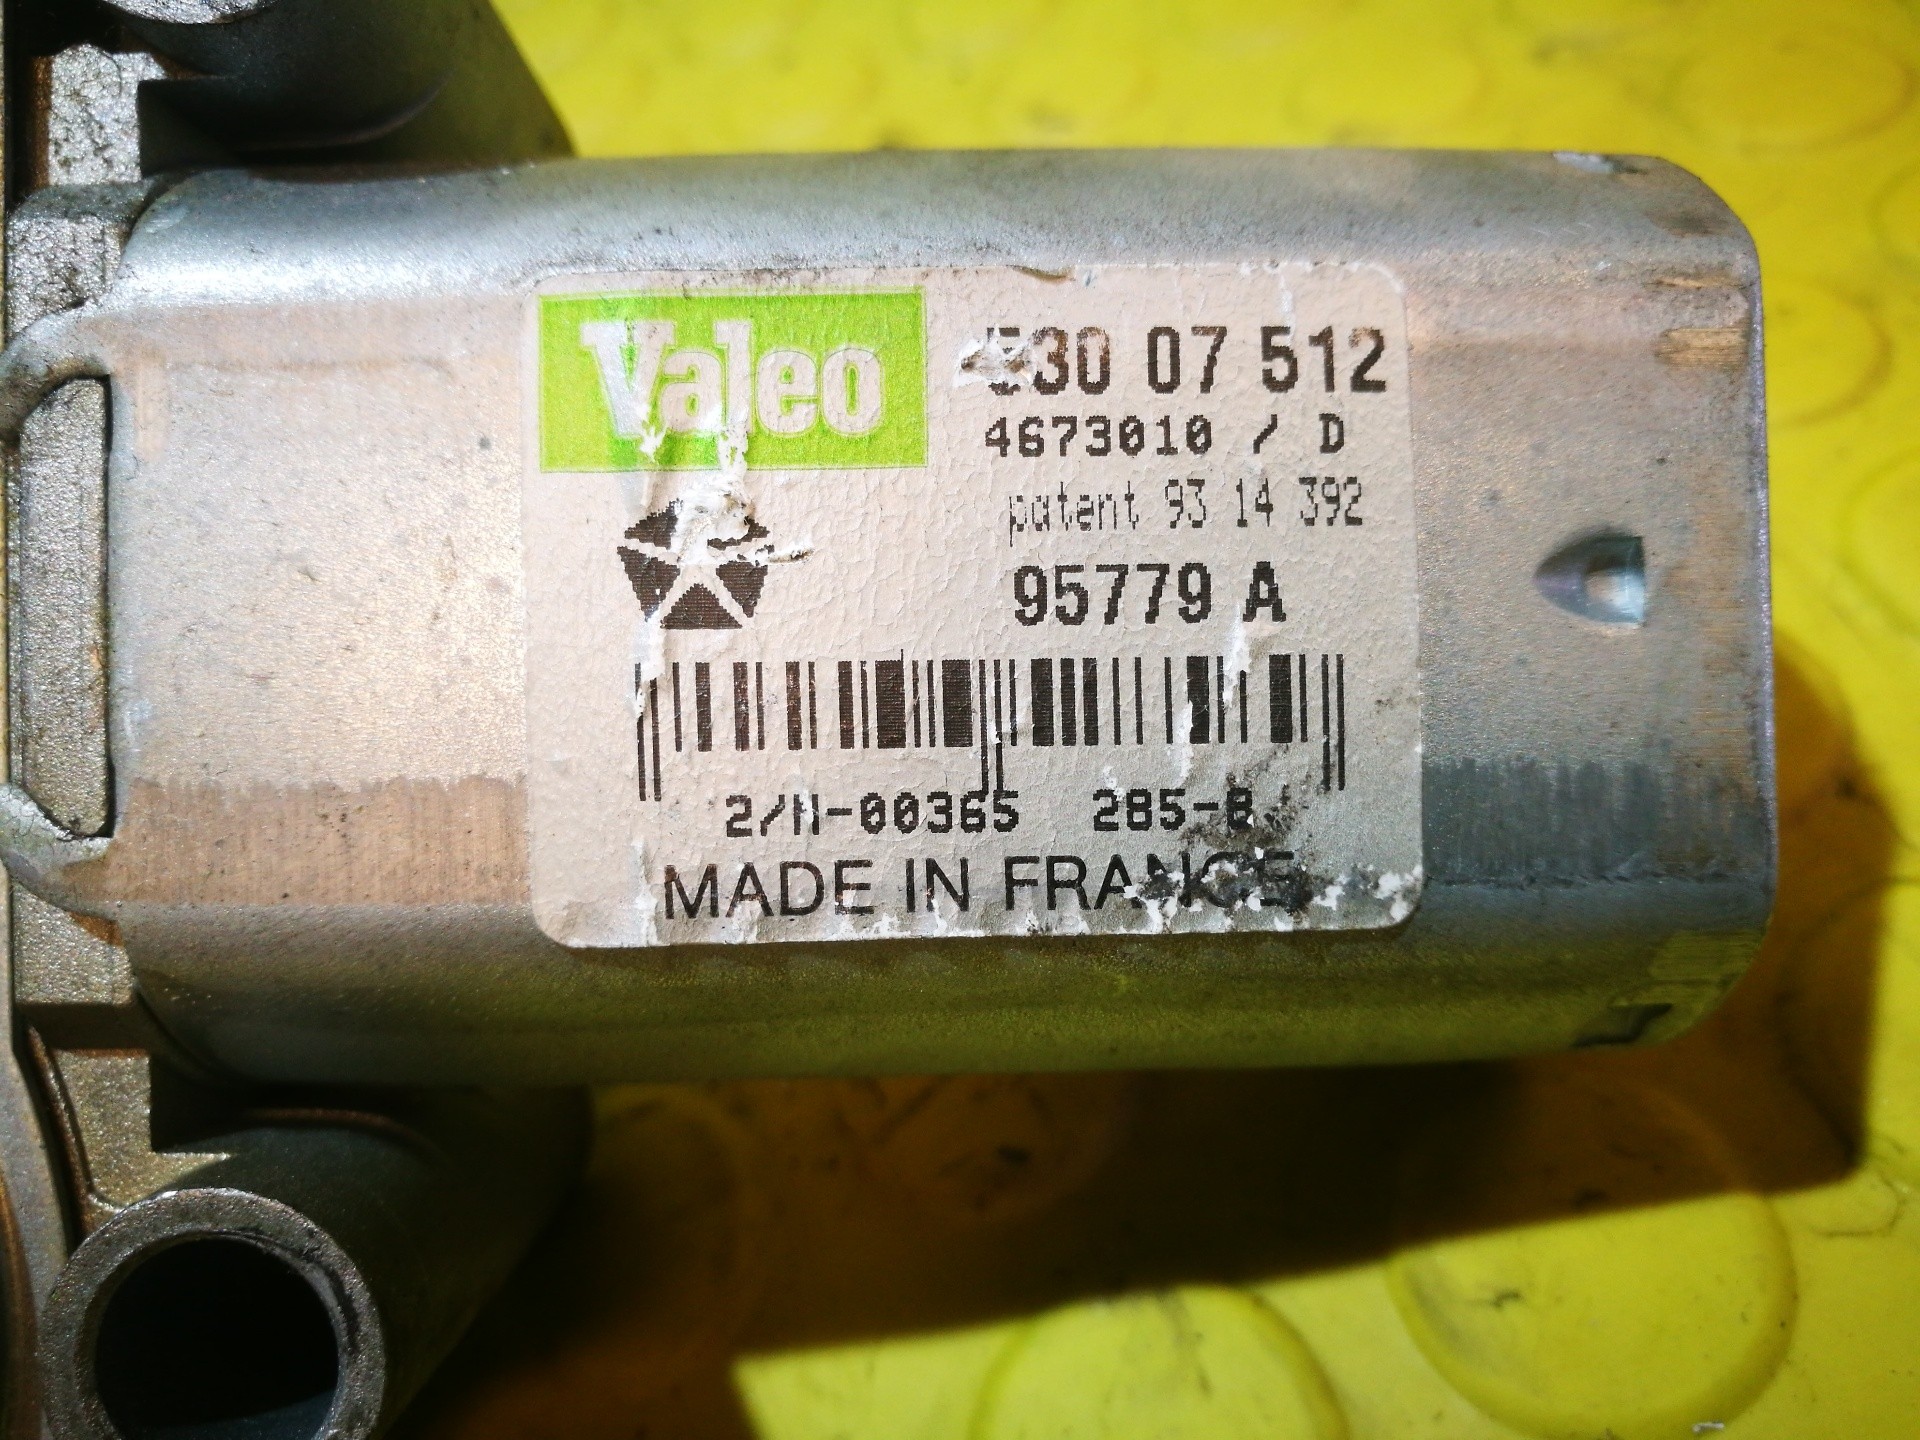 Valeo
530 07 512
4673010 / D
patent 93 14 392
95779 A
2/N-00365 285-B
MADE IN FRANCE